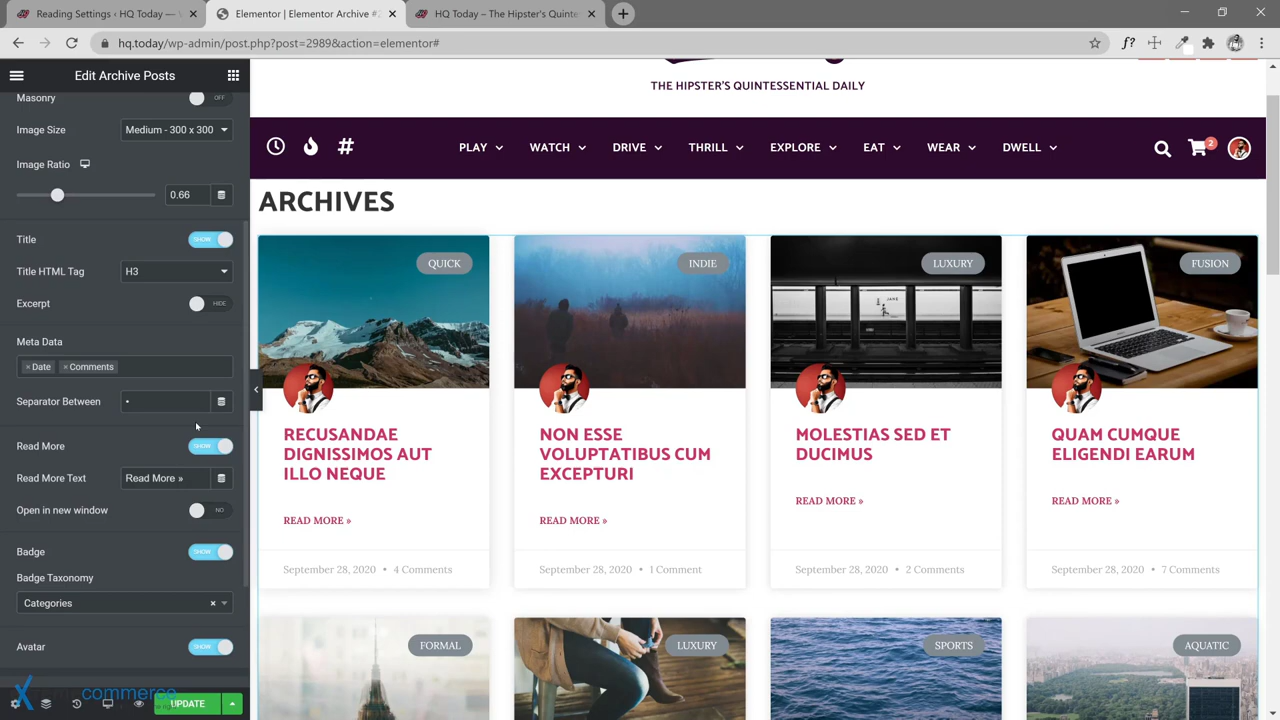 Reading Settings ‹ HQ Today
Elementor | Elementor Archive #2
HQ Today - The Hipster's Quinte
hq.today/wp-admin/post.php?post=2989&action=elementor#
Edit Archive Posts
Masonry
OFF
Image Size
Medium - 300 x 300
Image Ratio
0.66
Title
SHOW
Title HTML Tag
H3
Excerpt
HIDE
Meta Data
× Date × Comments
Separator Between
•
Read More
SHOW
Read More Text
Read More »
Open in new window
NO
Badge
SHOW
Badge Taxonomy
Categories
Avatar
SHOW
commerce
UPDATE
THE HIPSTER'S QUINTESSENTIAL DAILY
PLAY WATCH DRIVE THRILL EXPLORE EAT WEAR DWELL
2
ARCHIVES
QUICK
RECUSANDAE
DIGNISSIMOS AUT
ILLO NEQUE
READ MORE »
September 28, 2020 • 4 Comments
INDIE
NON ESSE
VOLUPTATIBUS CUM
EXCEPTURI
READ MORE »
September 28, 2020 • 1 Comment
LUXURY
JANE
MOLESTIAS SED ET
DUCIMUS
READ MORE »
September 28, 2020 • 2 Comments
FUSION
QUAM CUMQUE
ELIGENDI EARUM
READ MORE »
September 28, 2020 • 7 Comments
FORMAL
LUXURY
SPORTS
AQUATIC